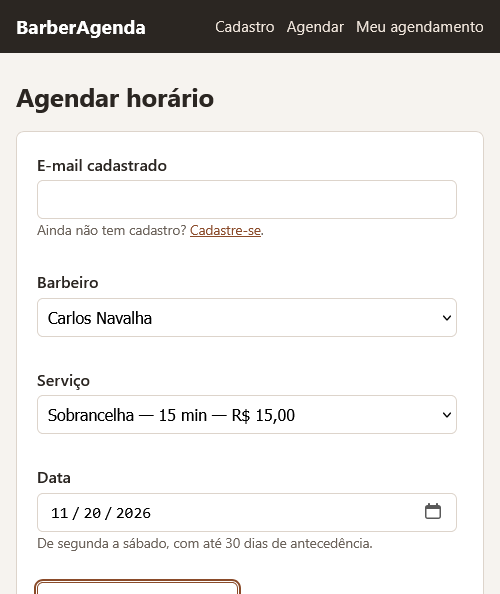 BarberAgenda
Cadastro Agendar Meu agendamento
Agendar horário
E-mail cadastrado
Ainda não tem cadastro? Cadastre-se.
Barbeiro
Carlos Navalha
Serviço
Sobrancelha — 15 min — R$ 15,00
Data
11 / 20 / 2026
De segunda a sábado, com até 30 dias de antecedência.